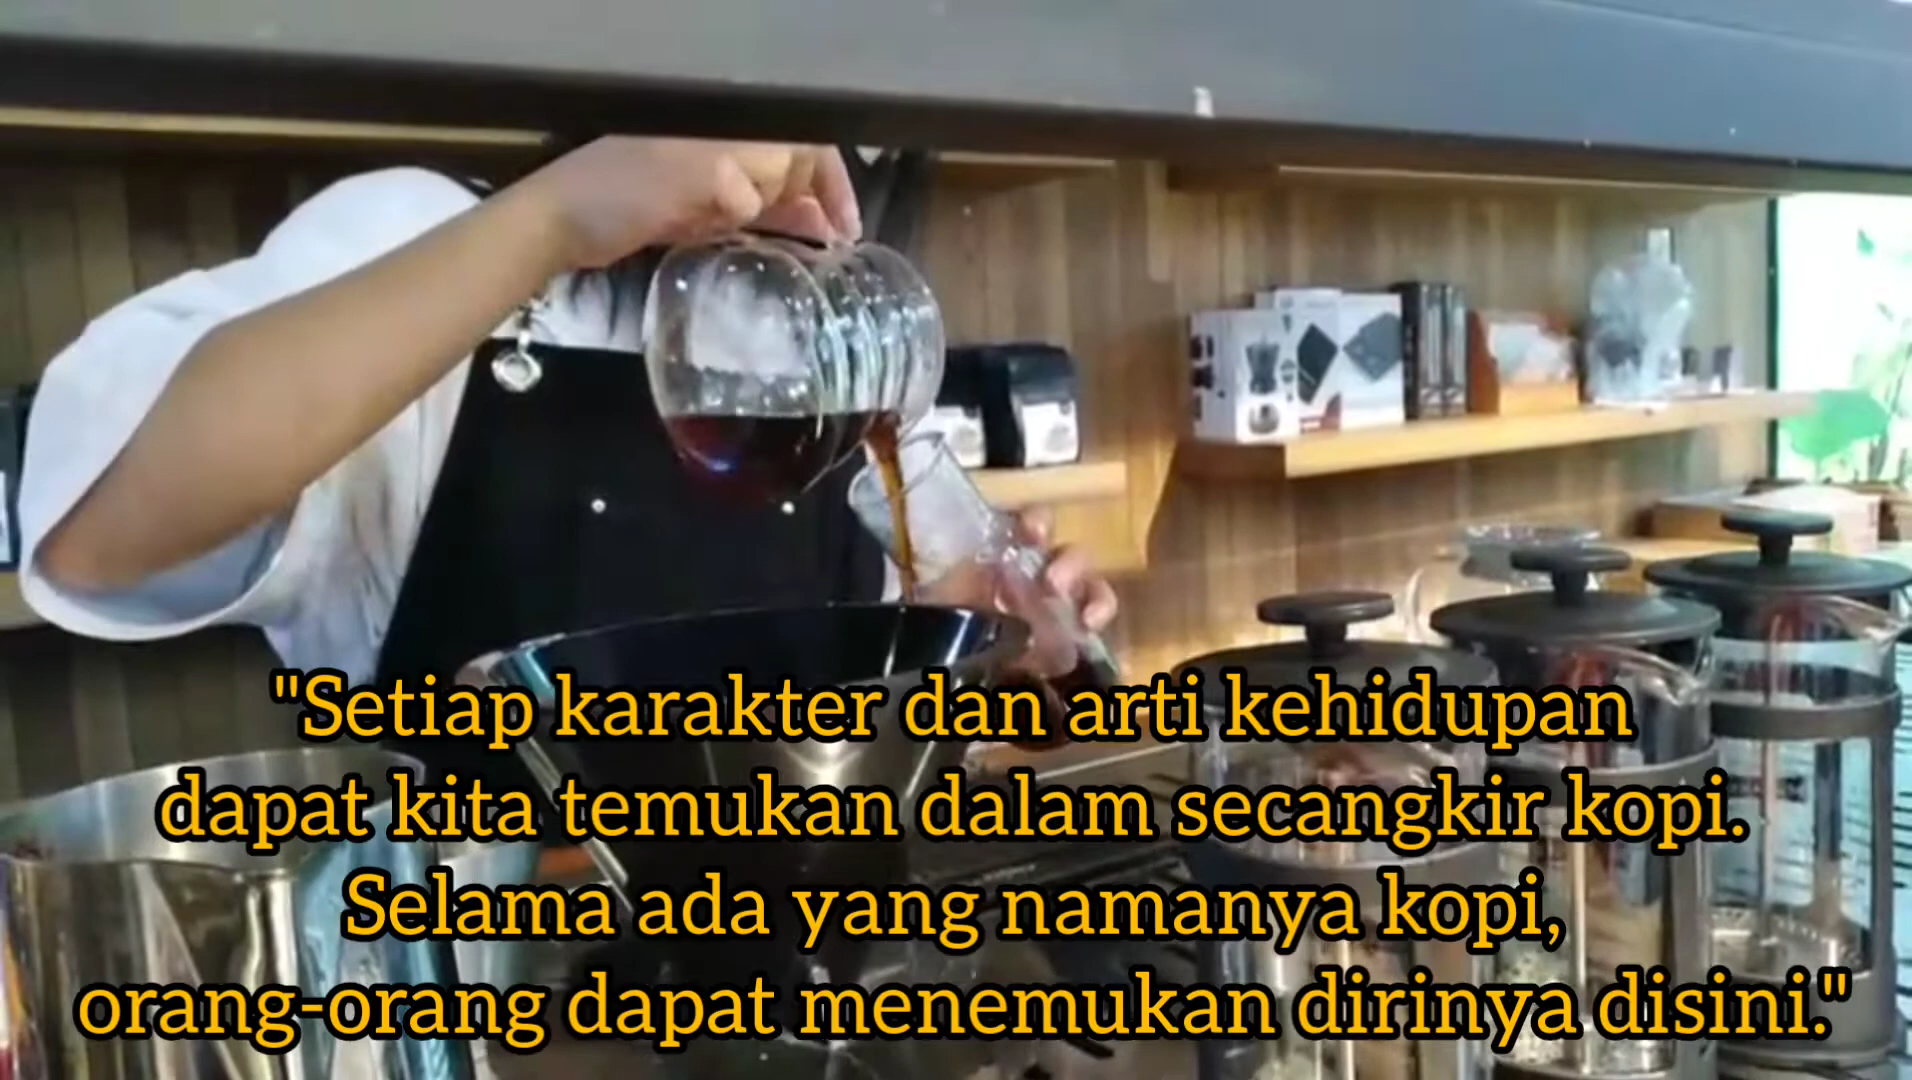 "Setiap karakter dan arti kehidupan
dapat kita temukan dalam secangkir kopi.
Selama ada yang namanya kopi,
orang-orang dapat menemukan dirinya disini."